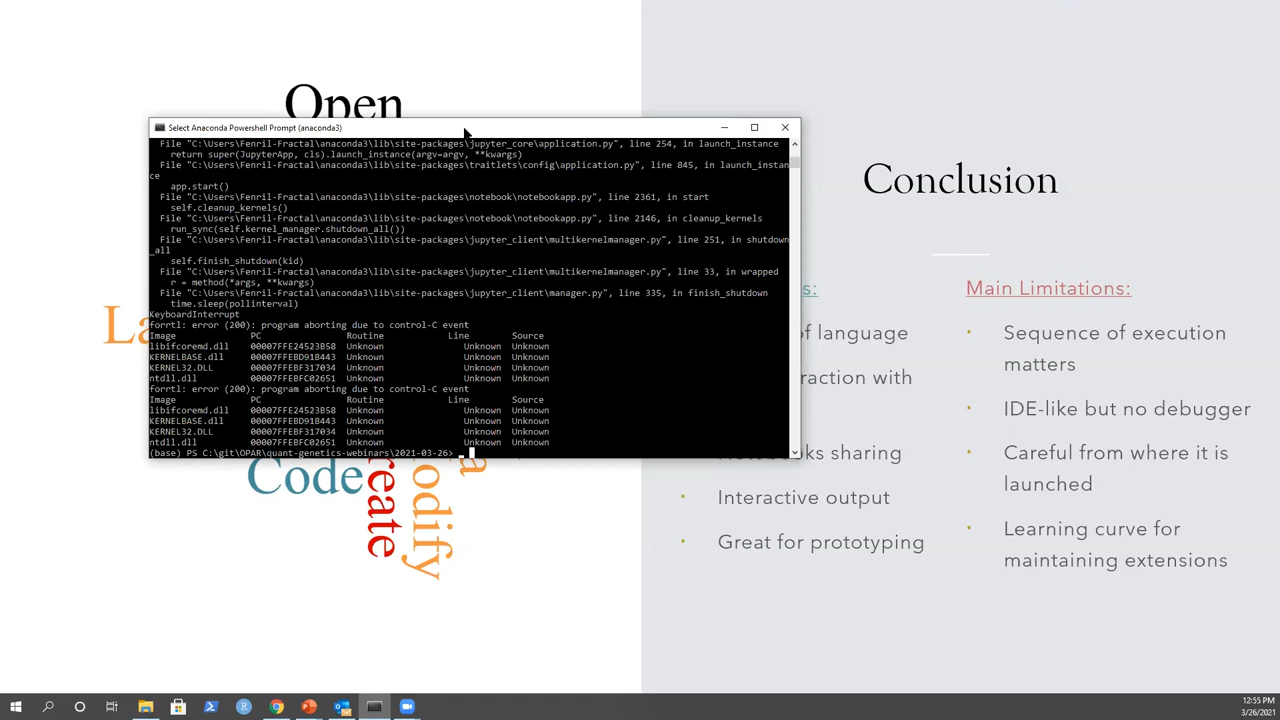 Open
Select Anaconda Powershell Prompt (anaconda3)
File "C:\Users\Fenril-Fractal\anaconda3\lib\site-packages\jupyter_core\application.py", line 254, in launch_instance
return super(JupyterApp, cls).launch_instance(argv=argv, **kwargs)
File "C:\Users\Fenril-Fractal\anaconda3\lib\site-packages\traitlets\config\application.py", line 845, in launch_instan
ce
app.start()
File "C:\Users\Fenril-Fractal\anaconda3\lib\site-packages\notebook\notebookapp.py", line 2361, in start
self.cleanup_kernels()
File "C:\Users\Fenril-Fractal\anaconda3\lib\site-packages\notebook\notebookapp.py", line 2146, in cleanup_kernels
run_sync(self.kernel_manager.shutdown_all())
File "C:\Users\Fenril-Fractal\anaconda3\lib\site-packages\jupyter_client\multikernelmanager.py", line 251, in shutdown
_all
self.finish_shutdown(kid)
File "C:\Users\Fenril-Fractal\anaconda3\lib\site-packages\jupyter_client\multikernelmanager.py", line 33, in wrapped
r = method(*args, **kwargs)
File "C:\Users\Fenril-Fractal\anaconda3\lib\site-packages\jupyter_client\manager.py", line 335, in finish_shutdown
time.sleep(pollinterval)
KeyboardInterrupt
forrtl: error (200): program aborting due to control-C event
Image PC Routine Line Source
libifcoremd.dll 00007FFE24523B58 Unknown Unknown Unknown
KERNELBASE.dll 00007FFEBD91B443 Unknown Unknown Unknown
KERNEL32.DLL 00007FFEBF317034 Unknown Unknown Unknown
ntdll.dll 00007FFEBFC02651 Unknown Unknown Unknown
forrtl: error (200): program aborting due to control-C event
Image PC Routine Line Source
libifcoremd.dll 00007FFE24523B58 Unknown Unknown Unknown
KERNELBASE.dll 00007FFEBD91B443 Unknown Unknown Unknown
KERNEL32.DLL 00007FFEBF317034 Unknown Unknown Unknown
ntdll.dll 00007FFEBFC02651 Unknown Unknown Unknown
(base) PS C:\git\OPAR\quant-genetics-webinars\2021-03-26> _
Code
Conclusion
of language
sharing
• Interactive output
• Great for prototyping
Main Limitations:
• Sequence of execution
matters
• IDE-like but no debugger
• Careful from where it is
launched
• Learning curve for
maintaining extensions
12:55 PM
3/26/2021